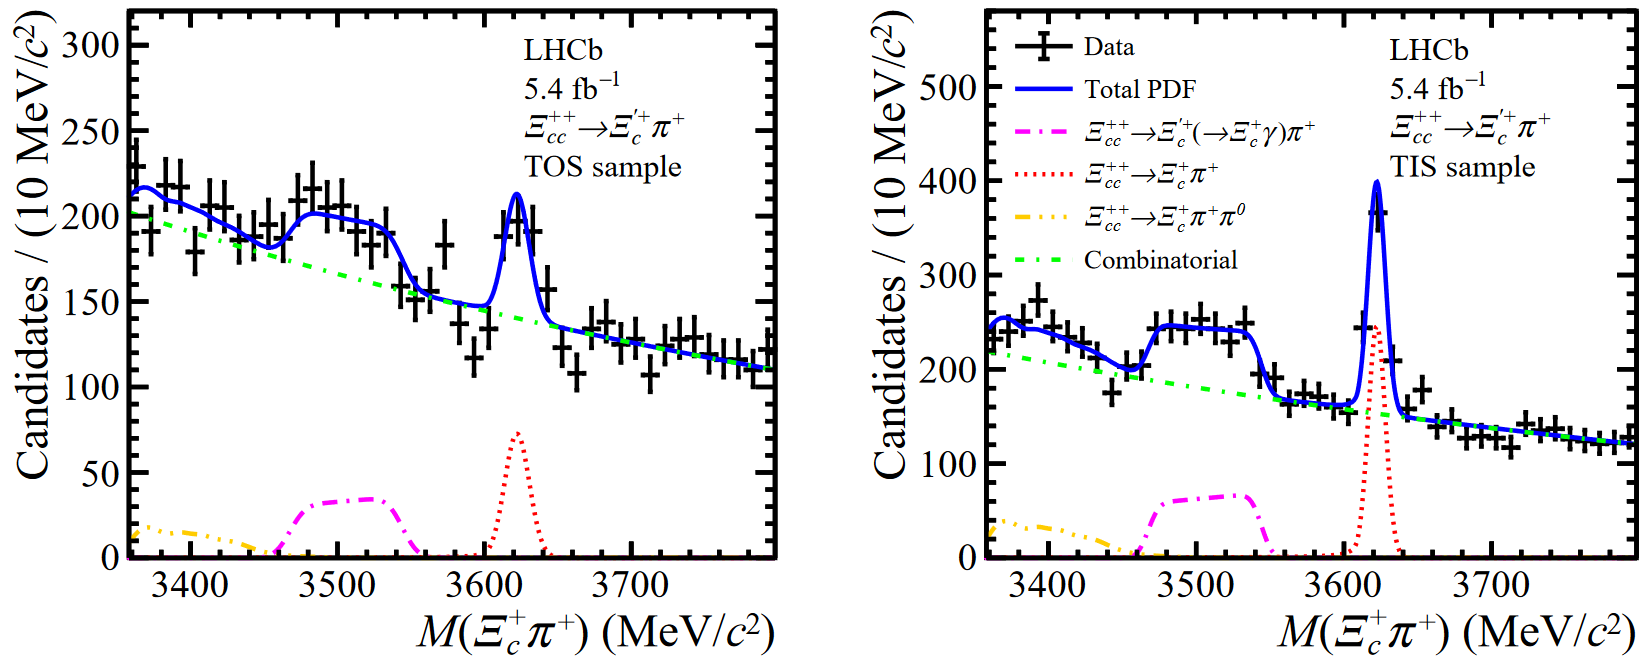 Candidates / (10 MeV/c²)
300
250
200
150
100
50
0
3400 3500 3600 3700
M(Ξc⁺π⁺) (MeV/c²)
LHCb
5.4 fb⁻¹
Ξcc⁺⁺→Ξc′⁺π⁺
TOS sample
Candidates / (10 MeV/c²)
500
400
300
200
100
0
3400 3500 3600 3700
M(Ξc⁺π⁺) (MeV/c²)
Data
Total PDF
Ξcc⁺⁺→Ξc′⁺(→Ξc⁺γ)π⁺
Ξcc⁺⁺→Ξc⁺π⁺
Ξcc⁺⁺→Ξc⁺π⁺π⁰
Combinatorial
LHCb
5.4 fb⁻¹
Ξcc⁺⁺→Ξc′⁺π⁺
TIS sample